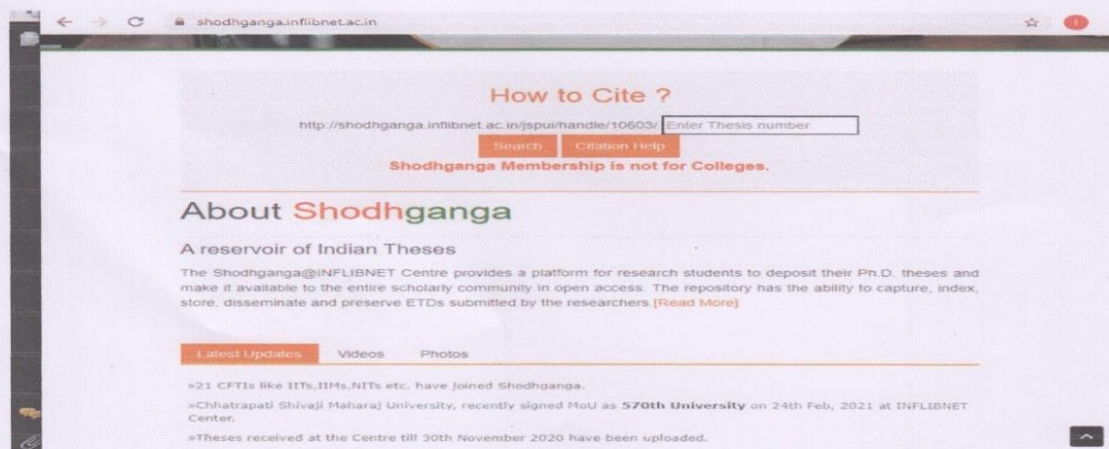 shodhganga.inflibnet.ac.in
How to Cite ?
http://shodhganga.inflibnet.ac.in/jspui/handle/10603/ Enter Thesis number
Search Citation Help
Shodhganga Membership is not for Colleges.
About Shodhganga
A reservoir of Indian Theses
The Shodhganga@INFLIBNET Centre provides a platform for research students to deposit their Ph.D. theses and
make it available to the entire scholarly community in open access. The repository has the ability to capture, index,
store, disseminate and preserve ETDs submitted by the researchers.[Read More]
Latest Updates Videos Photos
»21 CFTIs like IITs,IIMs,NITs etc. have joined Shodhganga.
»Chhatrapati Shivaji Maharaj University, recently signed MoU as 570th University on 24th Feb, 2021 at INFLIBNET
Center.
»Theses received at the Centre till 30th November 2020 have been uploaded.